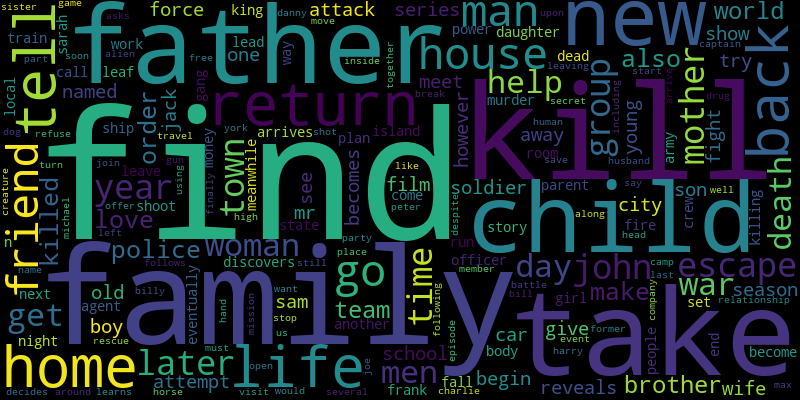 sister
game
tell
father
danny
asks
move
force
king
attack
series
man
daughter
new
world
show
back
train
part
sarah
soon
alien
work
call
leaf
named
local
dog
refuse
free
lead
one
way
inside
together
house
power
captain
upon
dead
leaving
try
also
start
help
meet
murder
human
secret
save
including
husband
drug
arrive
group
young
mother
fight
army
return
gang
jack
order
ship
travel
york
arrives
shot
plan
island
break
however
away
room
kill
find
friend
creature
turn
killed
michael
join
gun
year
leave
using
offer
shoot
love
left
finally
money
town
meanwhile
high
see
mr
state
becomes
like
film
come
peter
despite
soldier
parent
say
well
son
city
along
fire
crew
head
killing
death
story
child
n
name
family
police
woman
discovers
party
place
go
time
run
officer
day
john
escape
next
old
agent
follows
billy
eventually
hand
mission
want
still
sam
stop
us
team
another
member
battle
bill
girl
make
camp
last
war
set
season
relationship
company
get
boy
night
rescue
must
following
episode
y
take
car
body
give
event
former
harry
people
end
become
home
later
life
open
joe
school
men
fall
begin
reveals
brother
wife
max
attempt
frank
charlie
decides
around
learns
horse
visit
would
several